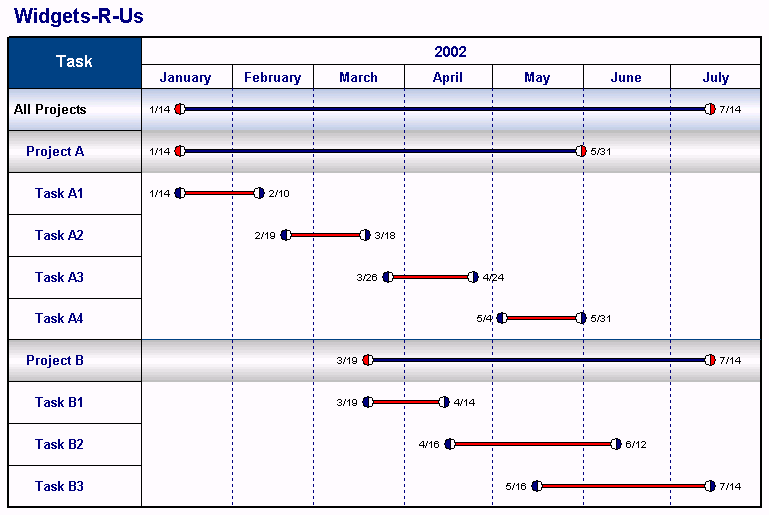 Widgets-R-Us
Task
2002
January February March April May June July
All Projects 1/14 7/14
Project A 1/14 5/31
Task A1 1/14 2/10
Task A2 2/19 3/18
Task A3 3/26 4/24
Task A4 5/4 5/31
Project B 3/19 7/14
Task B1 3/19 4/14
Task B2 4/16 6/12
Task B3 5/16 7/14